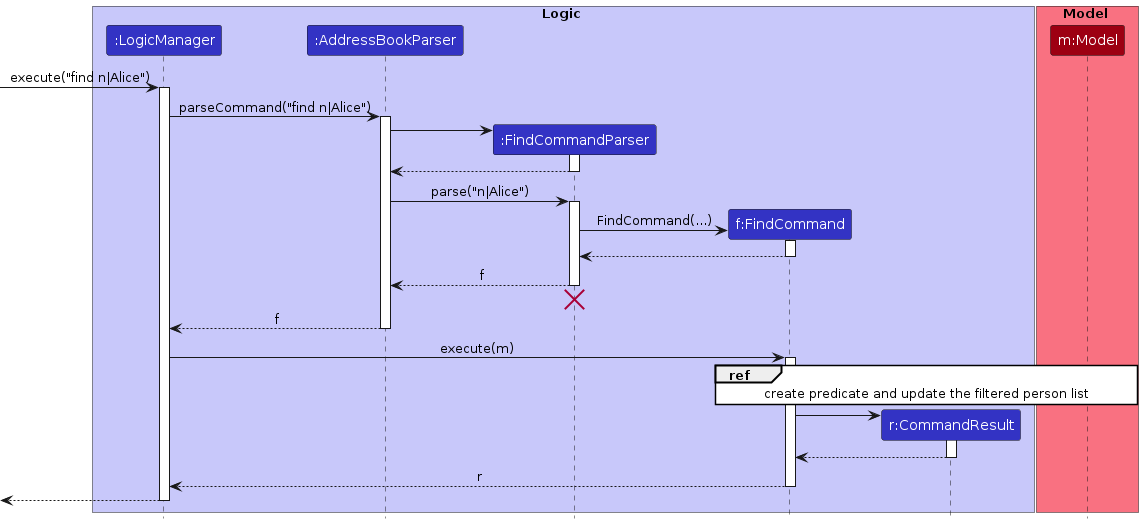 Logic
Model
:LogicManager
:AddressBookParser
m:Model
execute("find n|Alice")
parseCommand("find n|Alice")
:FindCommandParser
parse("n|Alice")
FindCommand(...)
f:FindCommand
f
f
execute(m)
ref
create predicate and update the filtered person list
r:CommandResult
r